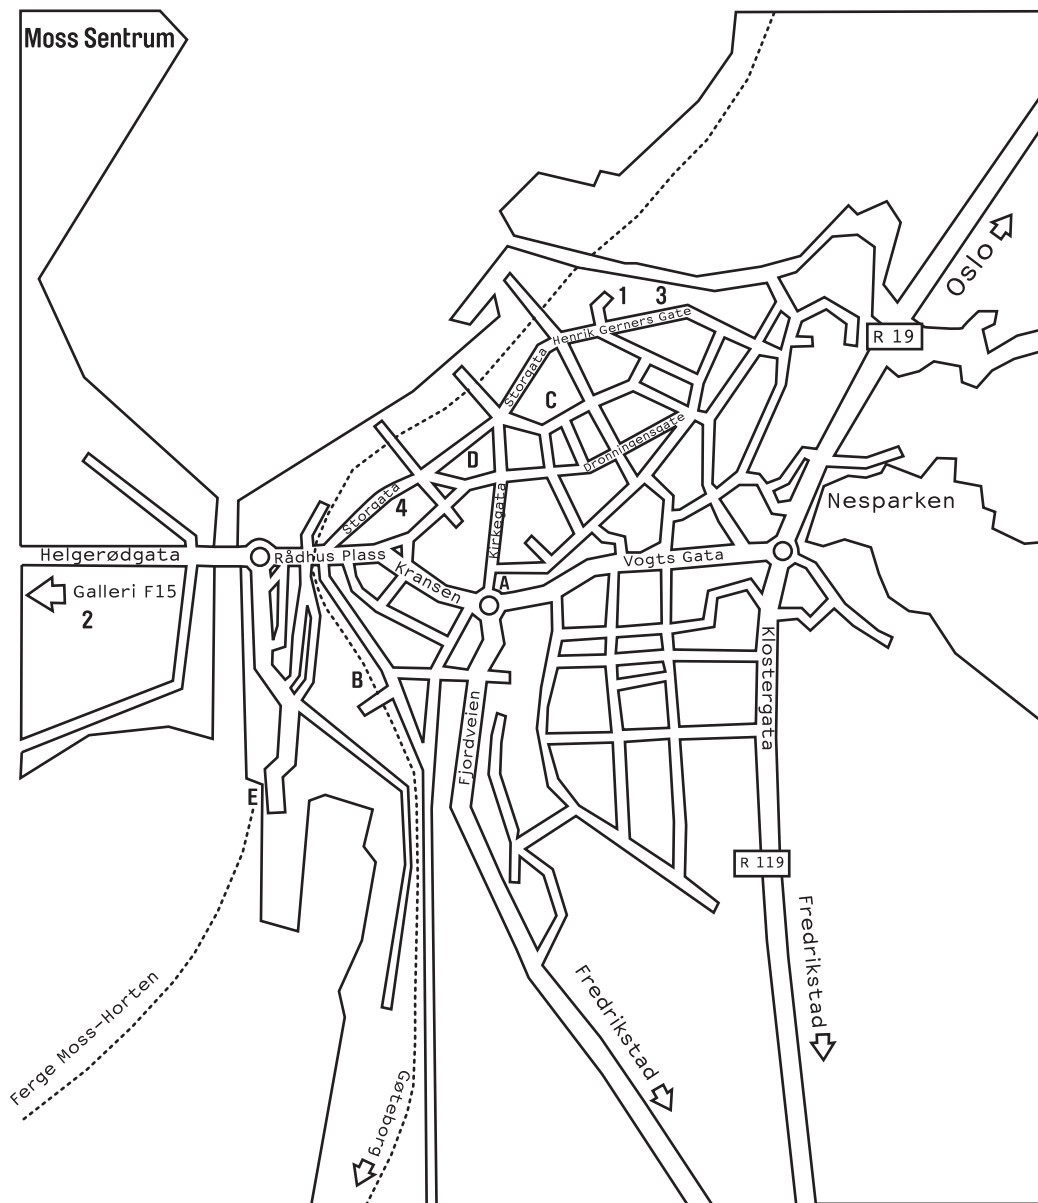 Moss Sentrum
Oslo
1
3
Henrik Gerners Gate
R 19
Storgata
C
Dronningensgate
D
Nesparken
Storgata
4
Kirkegata
Helgerødgata
Rådhus Plass
Vogts Gata
Kransen
A
Galleri F15
2
B
Klostergata
Fjordveien
E
R 119
Fredrikstad
Fredrikstad
Ferge Moss-Horten
Gøteborg